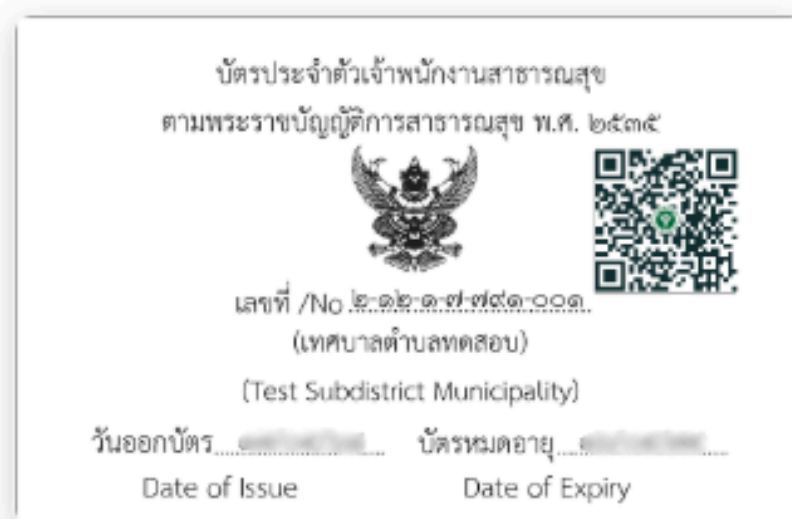 บัตรประจำตัวเจ้าพนักงานสาธารณสุข
ตามพระราชบัญญัติการสาธารณสุข พ.ศ. ๒๕๓๕
เลขที่ /No ๒-๑๒-๑-๗-๗๙๑-๐๐๑
(เทศบาลตำบลทดสอบ)
(Test Subdistrict Municipality)
วันออกบัตร บัตรหมดอายุ
Date of Issue Date of Expiry